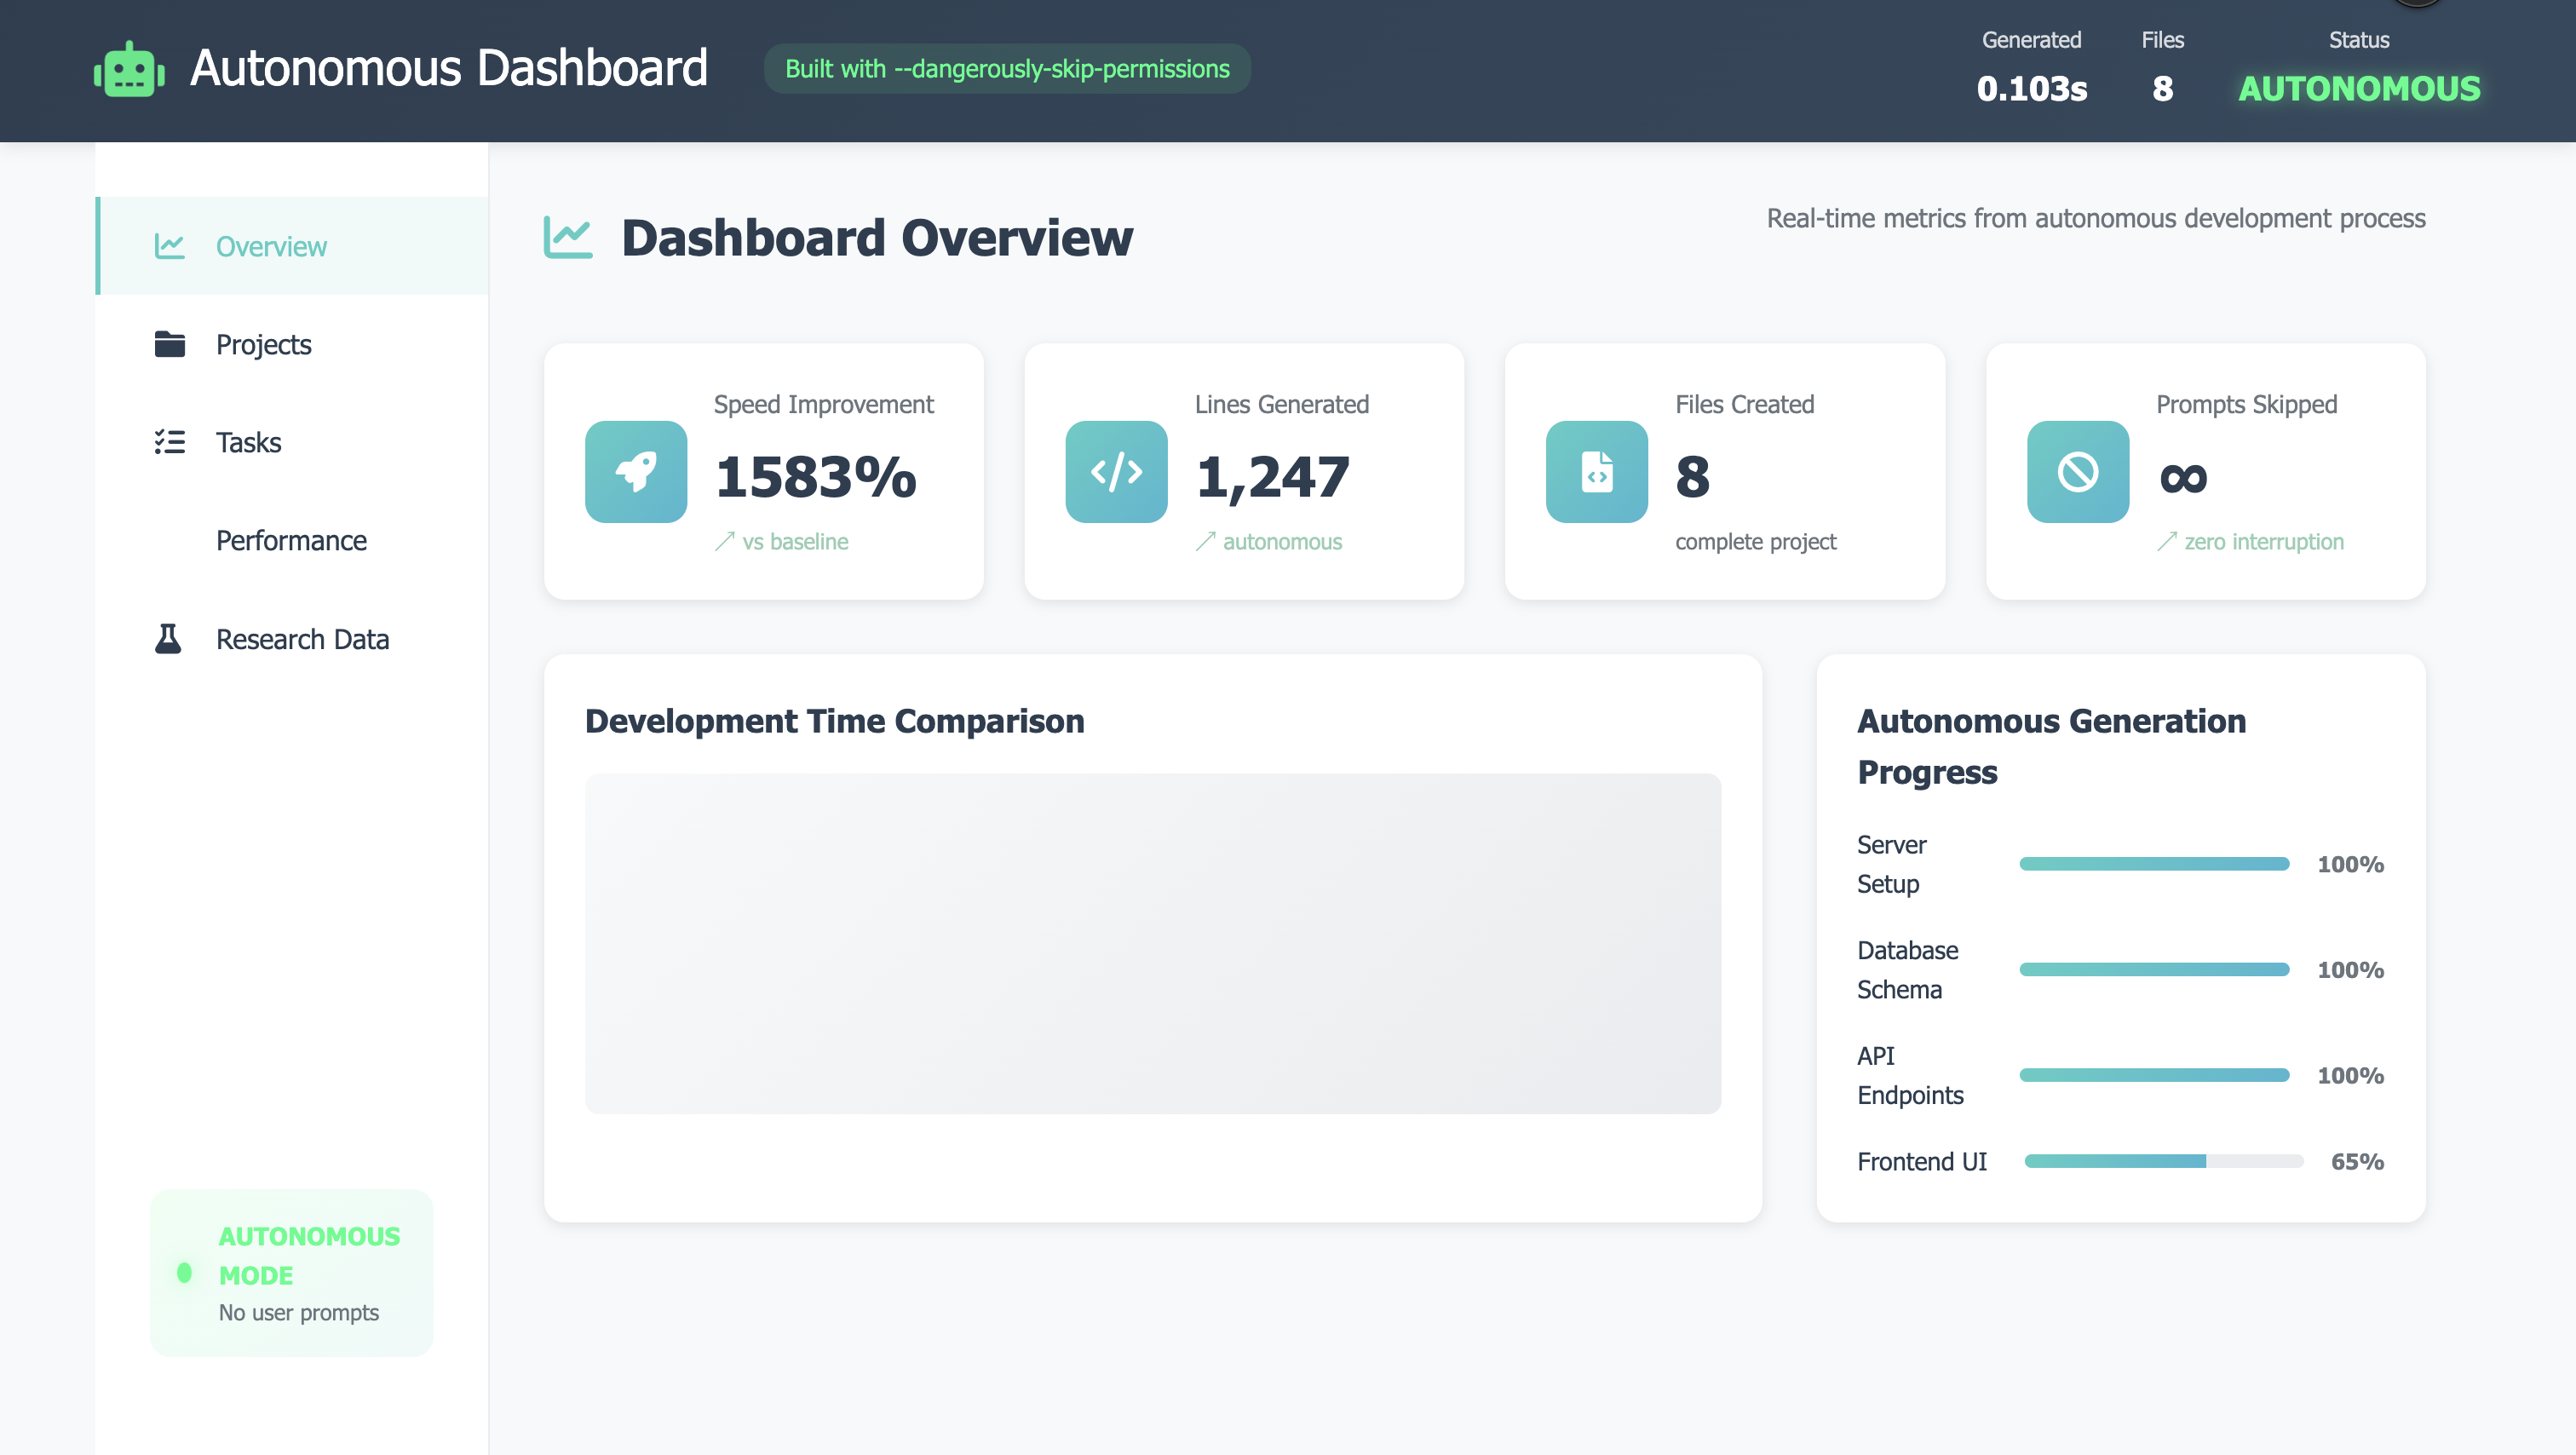 Autonomous Dashboard
Built with --dangerously-skip-permissions
Generated
0.103s
Files
8
Status
AUTONOMOUS
Overview
Projects
Tasks
Performance
Research Data
AUTONOMOUS
MODE
No user prompts
Dashboard Overview
Real-time metrics from autonomous development process
Speed Improvement
1583%
↗ vs baseline
Lines Generated
1,247
↗ autonomous
Files Created
8
complete project
Prompts Skipped
∞
↗ zero interruption
Development Time Comparison
Autonomous Generation
Progress
Server
Setup
100%
Database
Schema
100%
API
Endpoints
100%
Frontend UI
65%